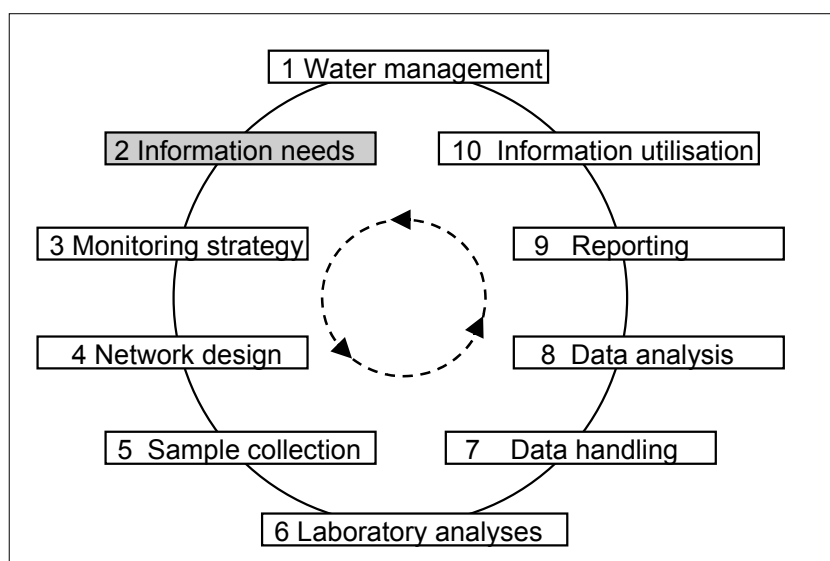 1 Water management
2 Information needs
10 Information utilisation
3 Monitoring strategy
9 Reporting
4 Network design
8 Data analysis
5 Sample collection
7 Data handling
6 Laboratory analyses